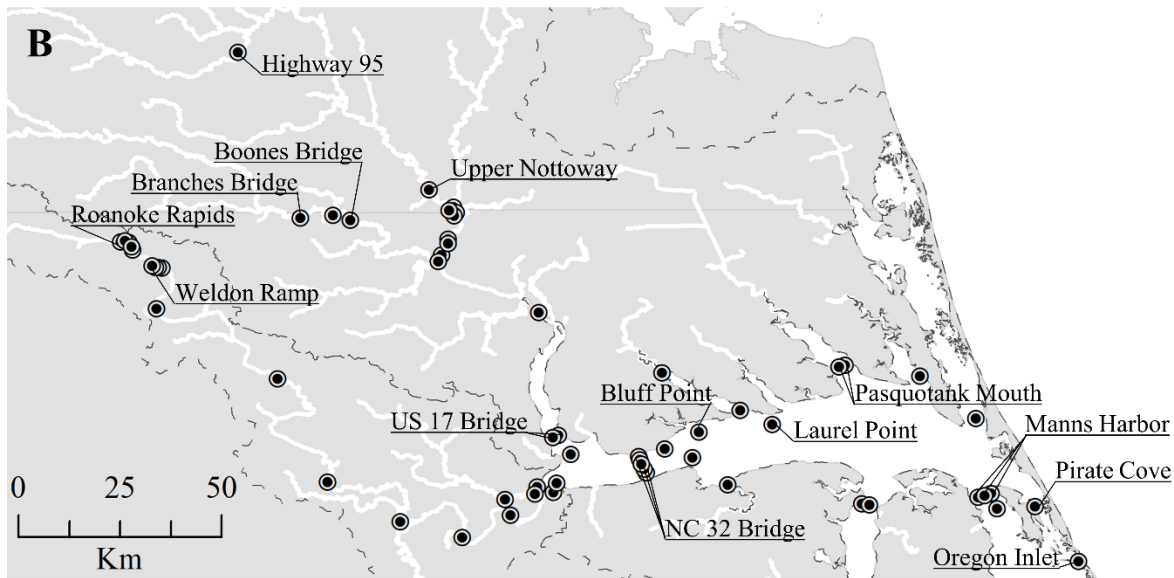 B
Highway 95
Boones Bridge
Branches Bridge
Upper Nottoway
Roanoke Rapids
Weldon Ramp
Bluff Point
Pasquotank Mouth
US 17 Bridge
Laurel Point
Manns Harbor
Pirate Cove
0 25 50
Km
NC 32 Bridge
Oregon Inlet